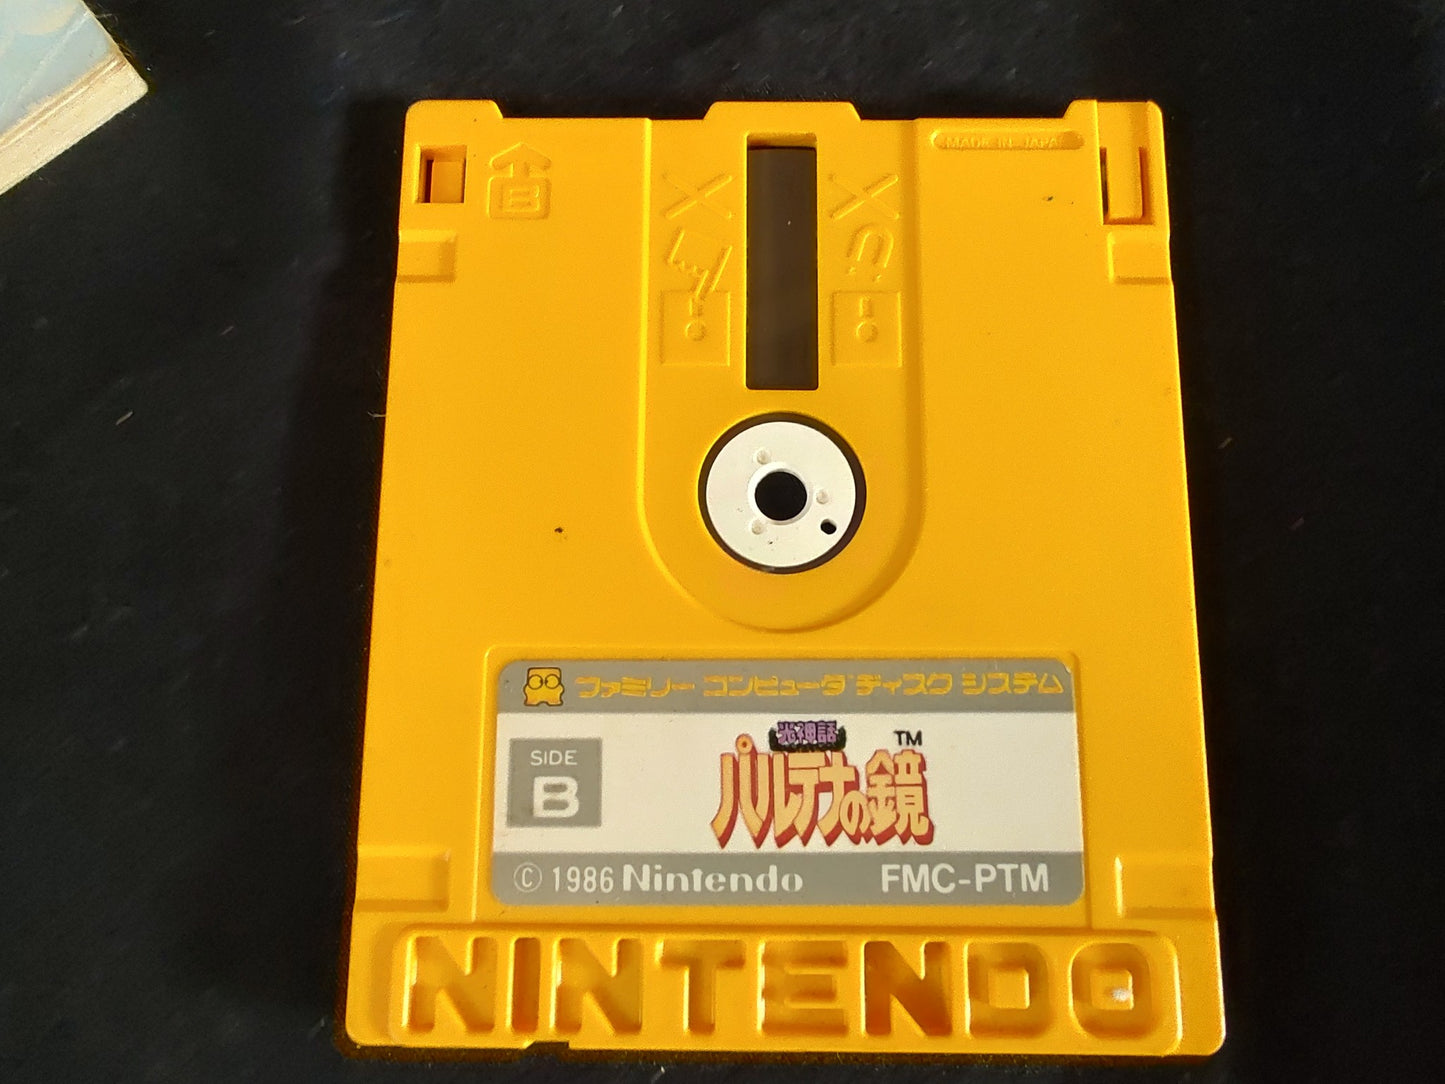 MADE IN JAPAN
B
ファミリー コンピュータ ディスク システム
SIDE
B
光神話
パルテナの鏡 TM
© 1986 Nintendo FMC-PTM
NINTENDO